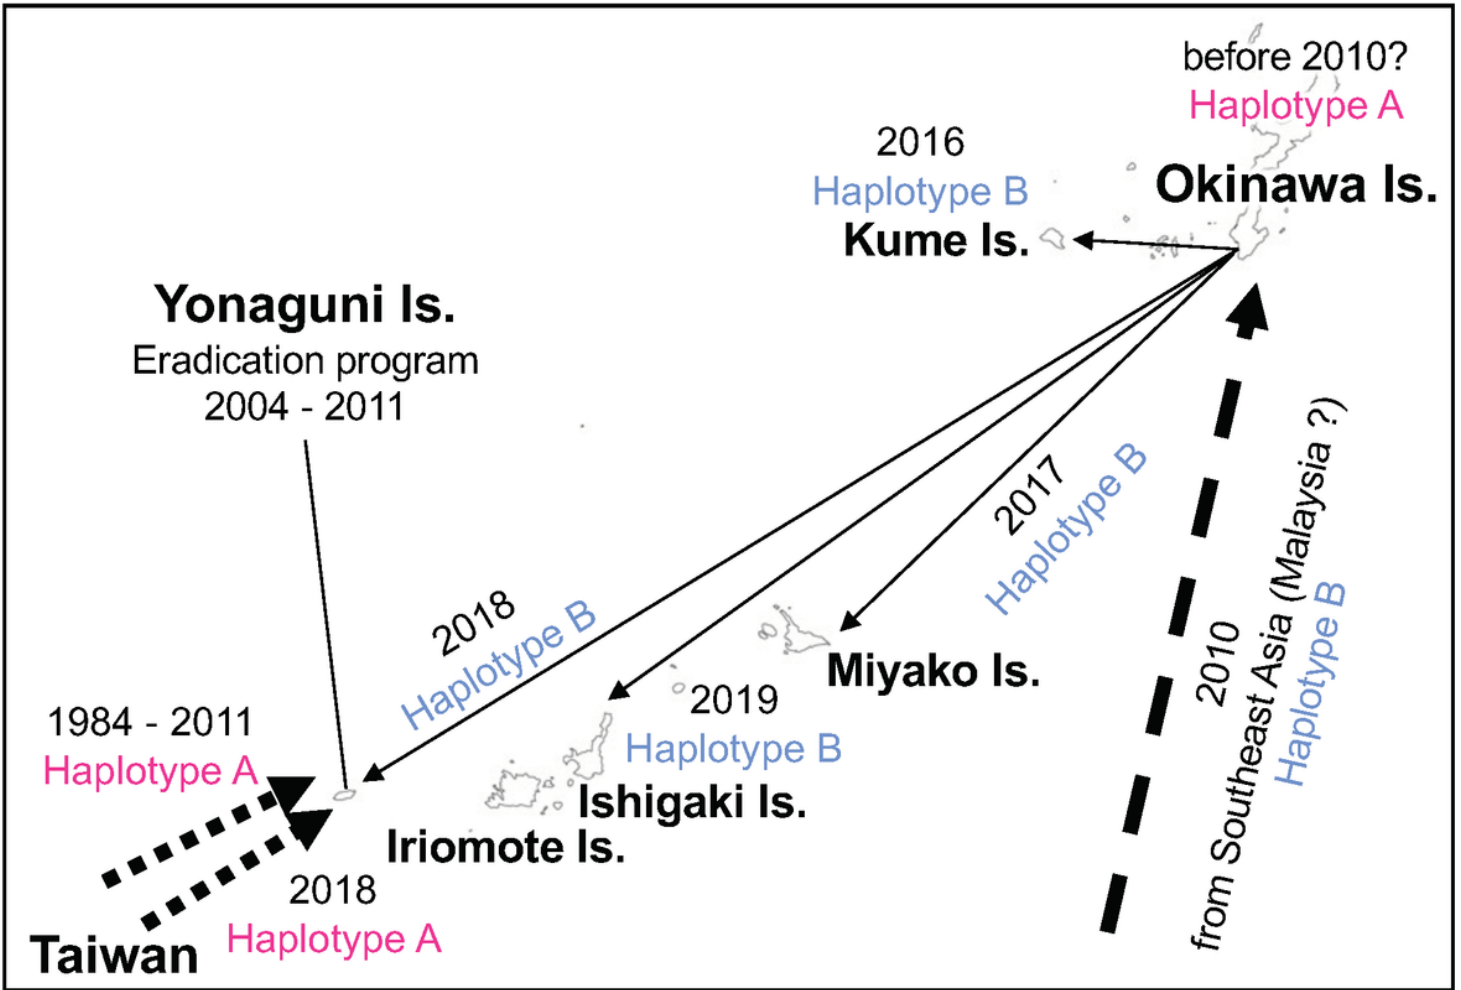 before 2010?
Haplotype A
Okinawa Is.
2016
Haplotype B
Kume Is.
Yonaguni Is.
Eradication program
2004 - 2011
2017
Haplotype B
2018
Haplotype B
Miyako Is.
2019
Haplotype B
Ishigaki Is.
Iriomote Is.
1984 - 2011
Haplotype A
2018
Haplotype A
Taiwan
2010
from Southeast Asia (Malaysia ?)
Haplotype B